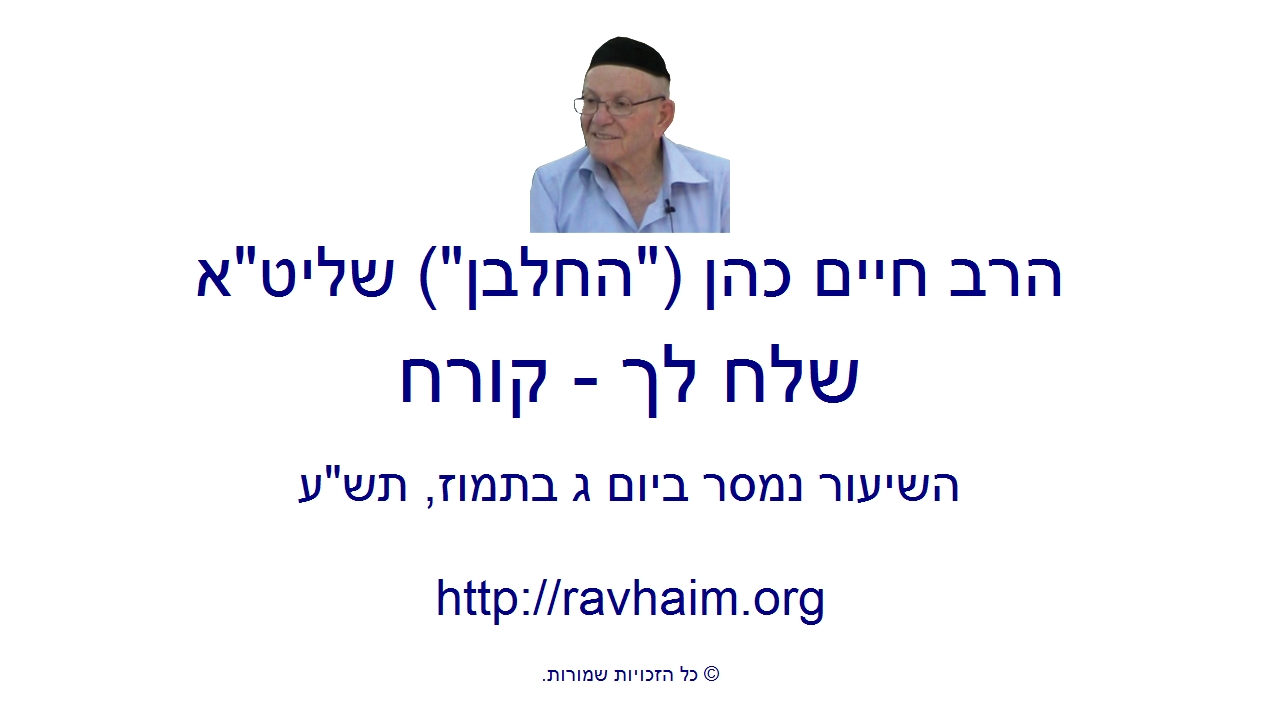 הרב חיים כהן ("החלבן") שליט"א
שלח לך - קורח
השיעור נמסר ביום ג בתמוז, תש"ע
http://ravhaim.org
© כל הזכויות שמורות.